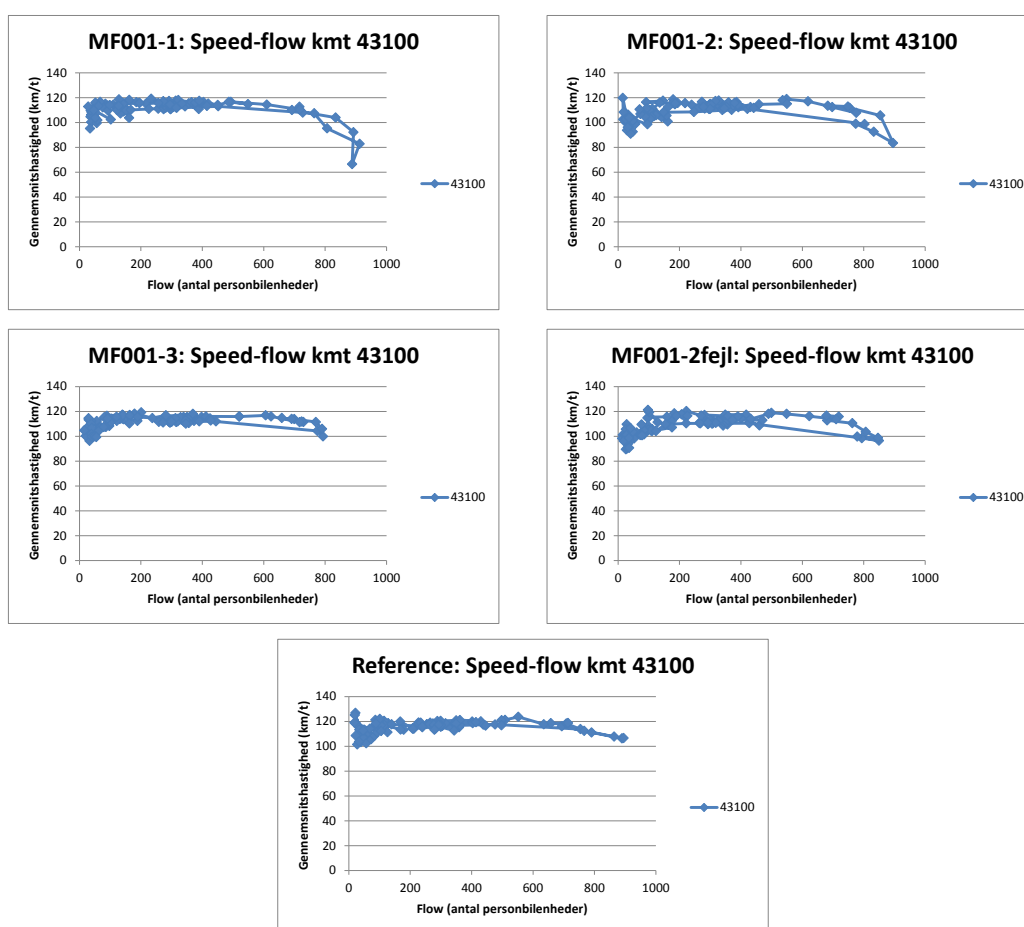 MF001-1: Speed-flow kmt 43100
Gennemsnitshastighed (km/t)
140
120
100
80
60
40
20
0
0 200 400 600 800 1000
Flow (antal personbilenheder)
43100
MF001-2: Speed-flow kmt 43100
Gennemsnitshastighed (km/t)
140
120
100
80
60
40
20
0
0 200 400 600 800 1000
Flow (antal personbilenheder)
43100
MF001-3: Speed-flow kmt 43100
Gennemsnitshastighed (km/t)
140
120
100
80
60
40
20
0
0 200 400 600 800 1000
Flow (antal personbilenheder)
43100
MF001-2fejl: Speed-flow kmt 43100
Gennemsnitshastighed (km/t)
140
120
100
80
60
40
20
0
0 200 400 600 800 1000
Flow (antal personbilenheder)
43100
Reference: Speed-flow kmt 43100
Gennemsnitshastighed (km/t)
140
120
100
80
60
40
20
0
0 200 400 600 800 1000
Flow (antal personbilenheder)
43100